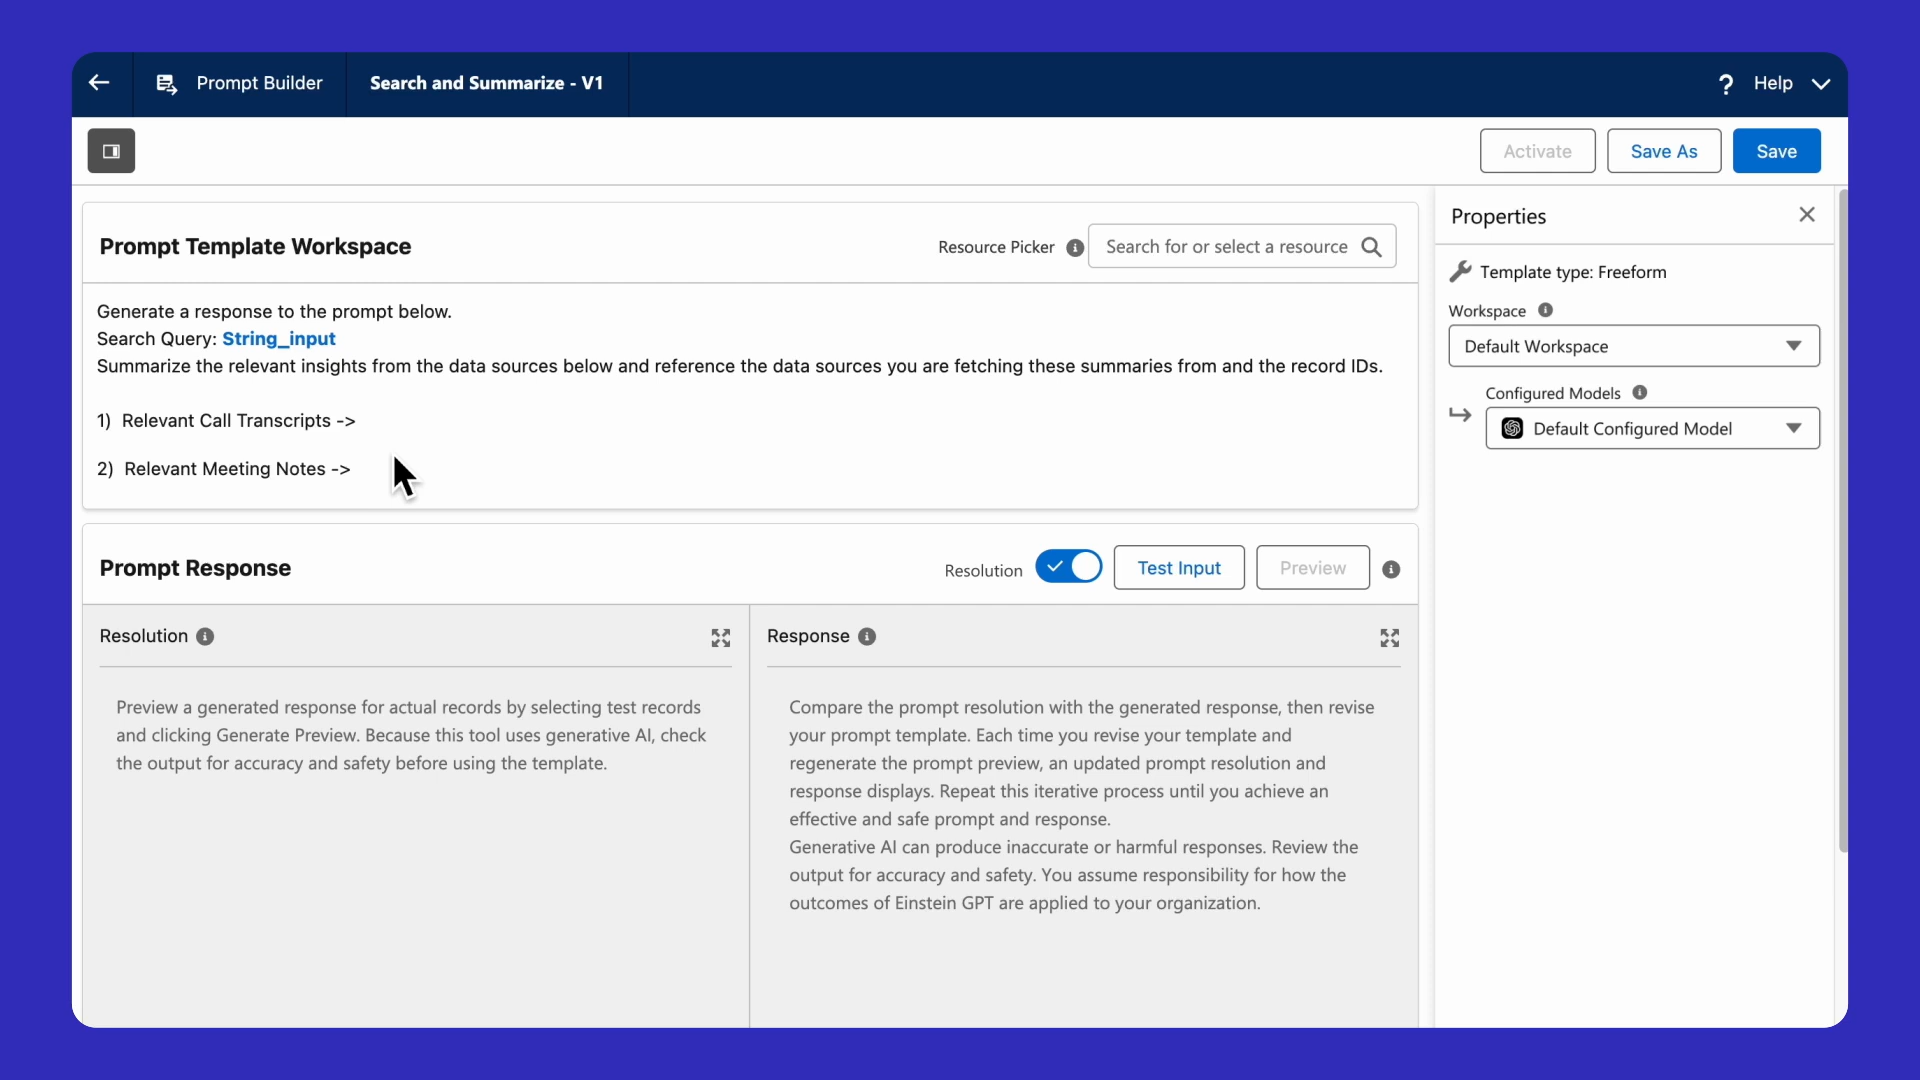 Prompt Builder
Search and Summarize - V1
? Help
Activate
Save As
Save
Prompt Template Workspace
Resource Picker
Search for or select a resource
Generate a response to the prompt below.
Search Query: String_input
Summarize the relevant insights from the data sources below and reference the data sources you are fetching these summaries from and the record IDs.
1) Relevant Call Transcripts ->
2) Relevant Meeting Notes ->
Prompt Response
Resolution
Test Input
Preview
Resolution
Preview a generated response for actual records by selecting test records
and clicking Generate Preview. Because this tool uses generative AI, check
the output for accuracy and safety before using the template.
Response
Compare the prompt resolution with the generated response, then revise
your prompt template. Each time you revise your template and
regenerate the prompt preview, an updated prompt resolution and
response displays. Repeat this iterative process until you achieve an
effective and safe prompt and response.
Generative AI can produce inaccurate or harmful responses. Review the
output for accuracy and safety. You assume responsibility for how the
outcomes of Einstein GPT are applied to your organization.
Properties
Template type: Freeform
Workspace
Default Workspace
Configured Models
Default Configured Model